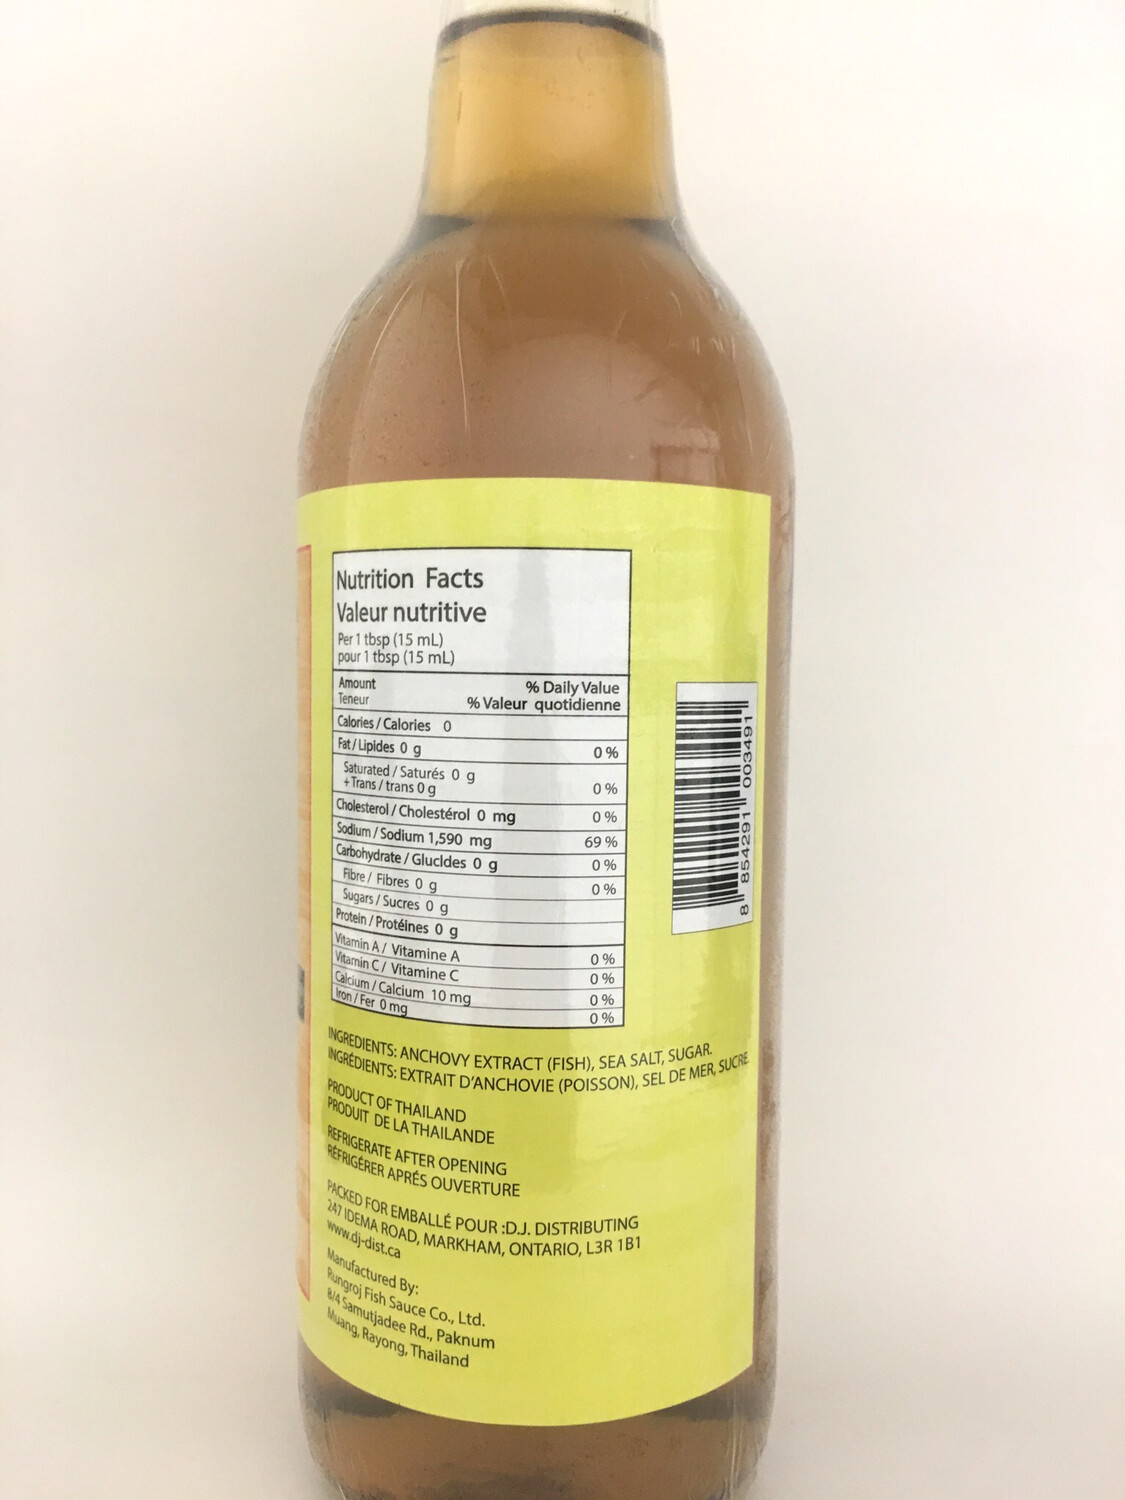 Nutrition Facts
Valeur nutritive
Per 1 tbsp (15 mL)
pour 1 tbsp (15 mL)
Amount % Daily Value
Teneur % Valeur quotidienne
Calories / Calories 0
Fat / Lipides 0 g 0 %
Saturated / Saturés 0 g
+ Trans / trans 0 g 0 %
Cholesterol / Cholestérol 0 mg 0 %
Sodium / Sodium 1,590 mg 69 %
Carbohydrate / Glucldes 0 g 0 %
Fibre / Fibres 0 g 0 %
Sugars / Sucres 0 g
Protein / Protéines 0 g
Vitamin A / Vitamine A 0 %
Vitamin C / Vitamine C 0 %
Calcium / Calcium 10 mg 0 %
Iron / Fer 0 mg 0 %
INGREDIENTS: ANCHOVY EXTRACT (FISH), SEA SALT, SUGAR.
INGRÉDIENTS: EXTRAIT D'ANCHOVIE (POISSON), SEL DE MER, SUCRE.
PRODUCT OF THAILAND
PRODUIT DE LA THAILANDE
REFRIGERATE AFTER OPENING
RÉFRIGÉRER APRÉS OUVERTURE
PACKED FOR EMBALLÉ POUR :D.J. DISTRIBUTING
247 IDEMA ROAD, MARKHAM, ONTARIO, L3R 1B1
www.dj-dist.ca
Manufactured By:
Rungroj Fish Sauce Co., Ltd.
8/4 Samutjadee Rd., Paknum
Muang, Rayong, Thailand
8 854291 003491